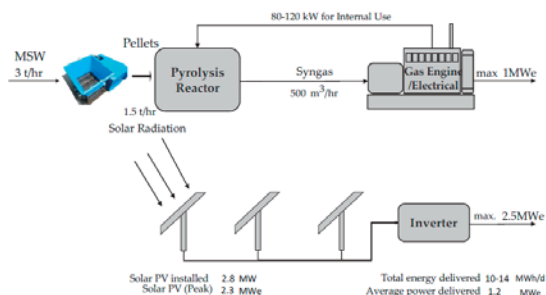 80-120 kW for Internal Use
MSW
3 t/hr
Pellets
1.5 t/hr
Pyrolysis
Reactor
Syngas
500 m³/hr
Gas Engine
/Electrical
max 1MWe
Solar Radiation
Inverter
max. 2.5MWe
Solar PV installed 2.8 MW
Solar PV (Peak) 2.3 MWe
Total energy delivered 10-14 MWh/d
Average power delivered 1.2 MWe